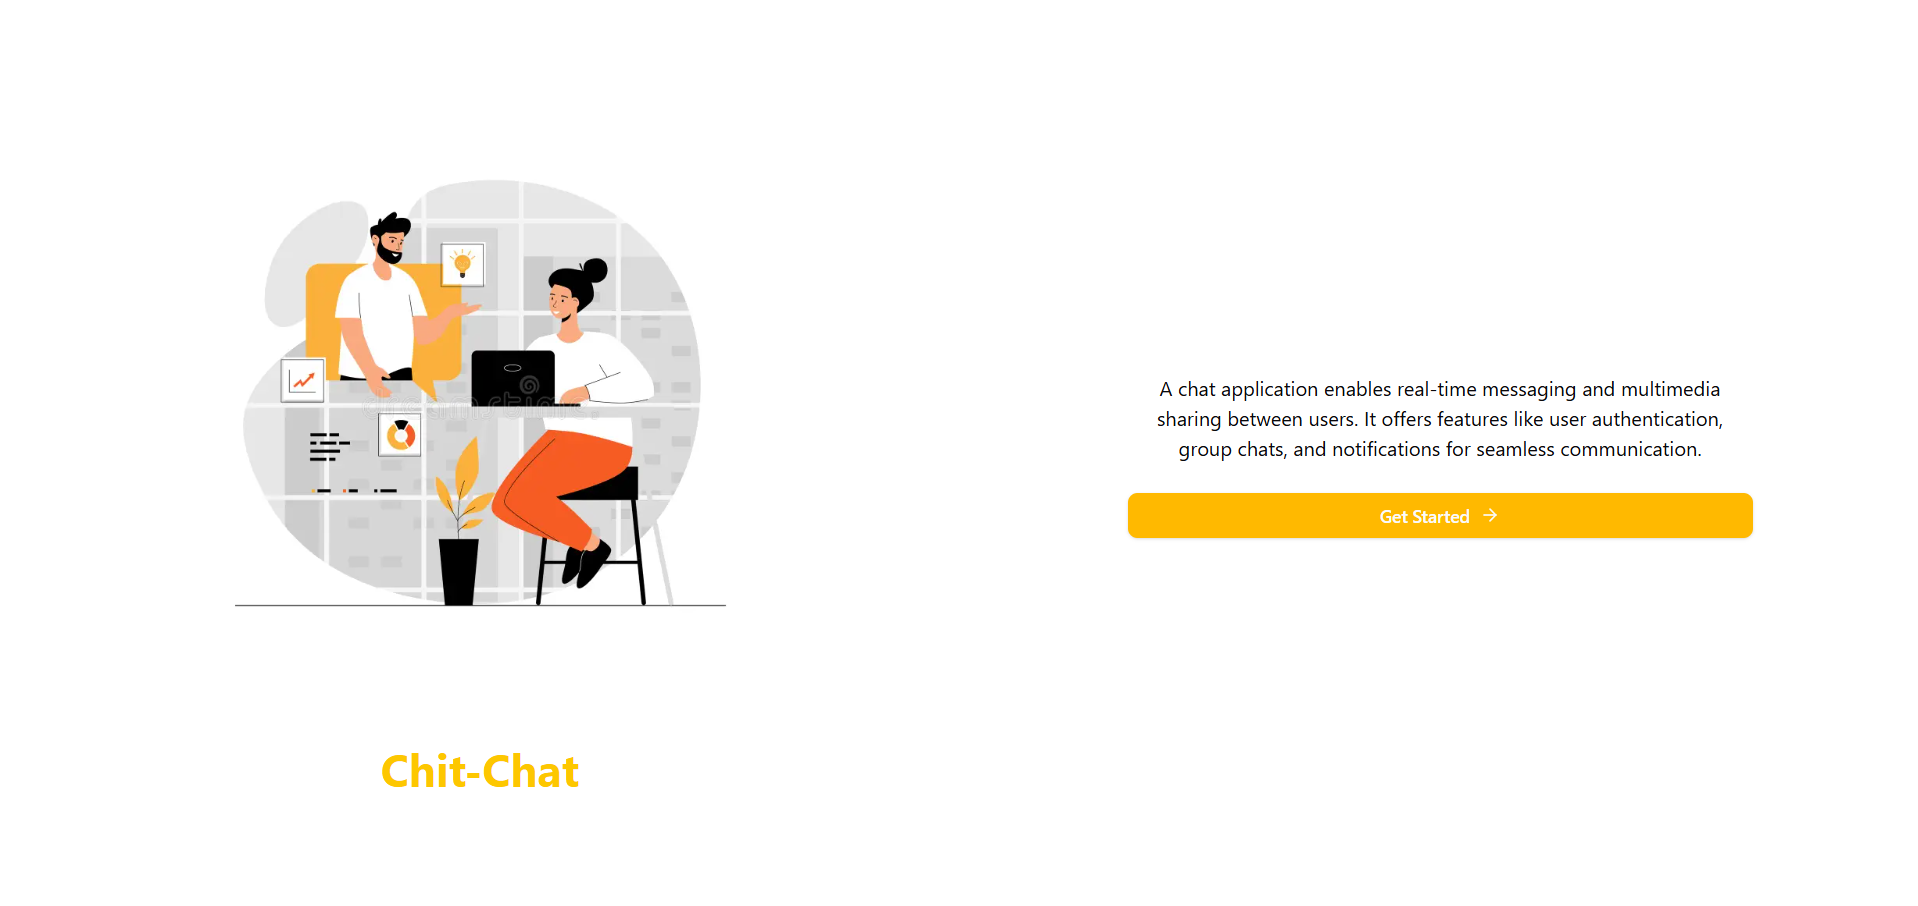 A chat application enables real-time messaging and multimedia
sharing between users. It offers features like user authentication,
group chats, and notifications for seamless communication.
Get Started
Chit-Chat